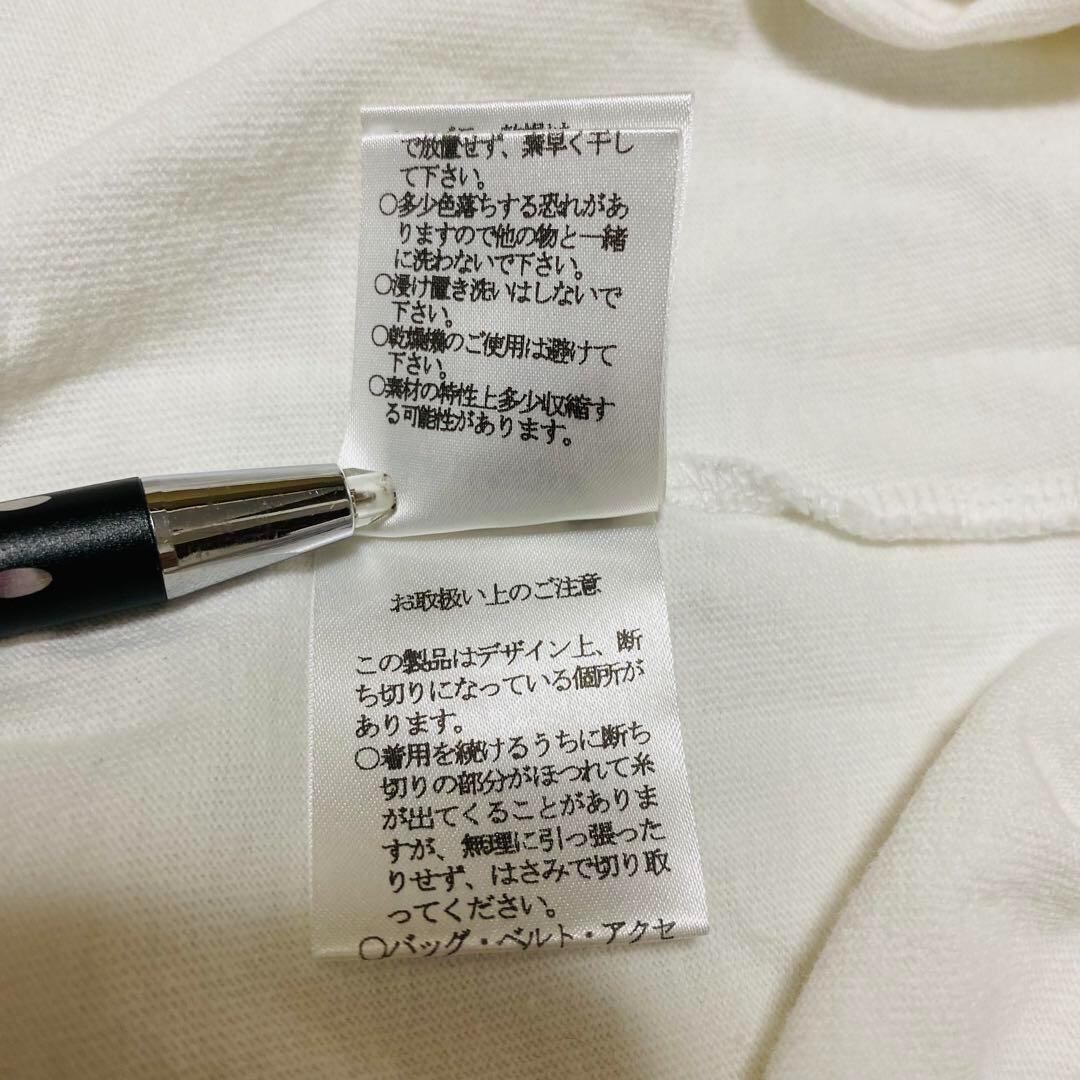 で放置せず、素早く干し
て下さい。
○多少色落ちする恐れがあ
りますので他の物と一緒
に洗わないで下さい。
○浸け置き洗いはしないで
下さい。
○乾燥機のご使用は避けて
下さい。
○素材の特性上多少収縮す
る可能性があります。
お取扱い上のご注意
この製品はデザイン上、断
ち切りになっている個所が
あります。
○着用を続けるうちに断ち
切りの部分がほつれて糸
が出てくることがありま
すが、無理に引っ張った
りせず、はさみで切り取
ってください。
○バッグ・ベルト・アクセ